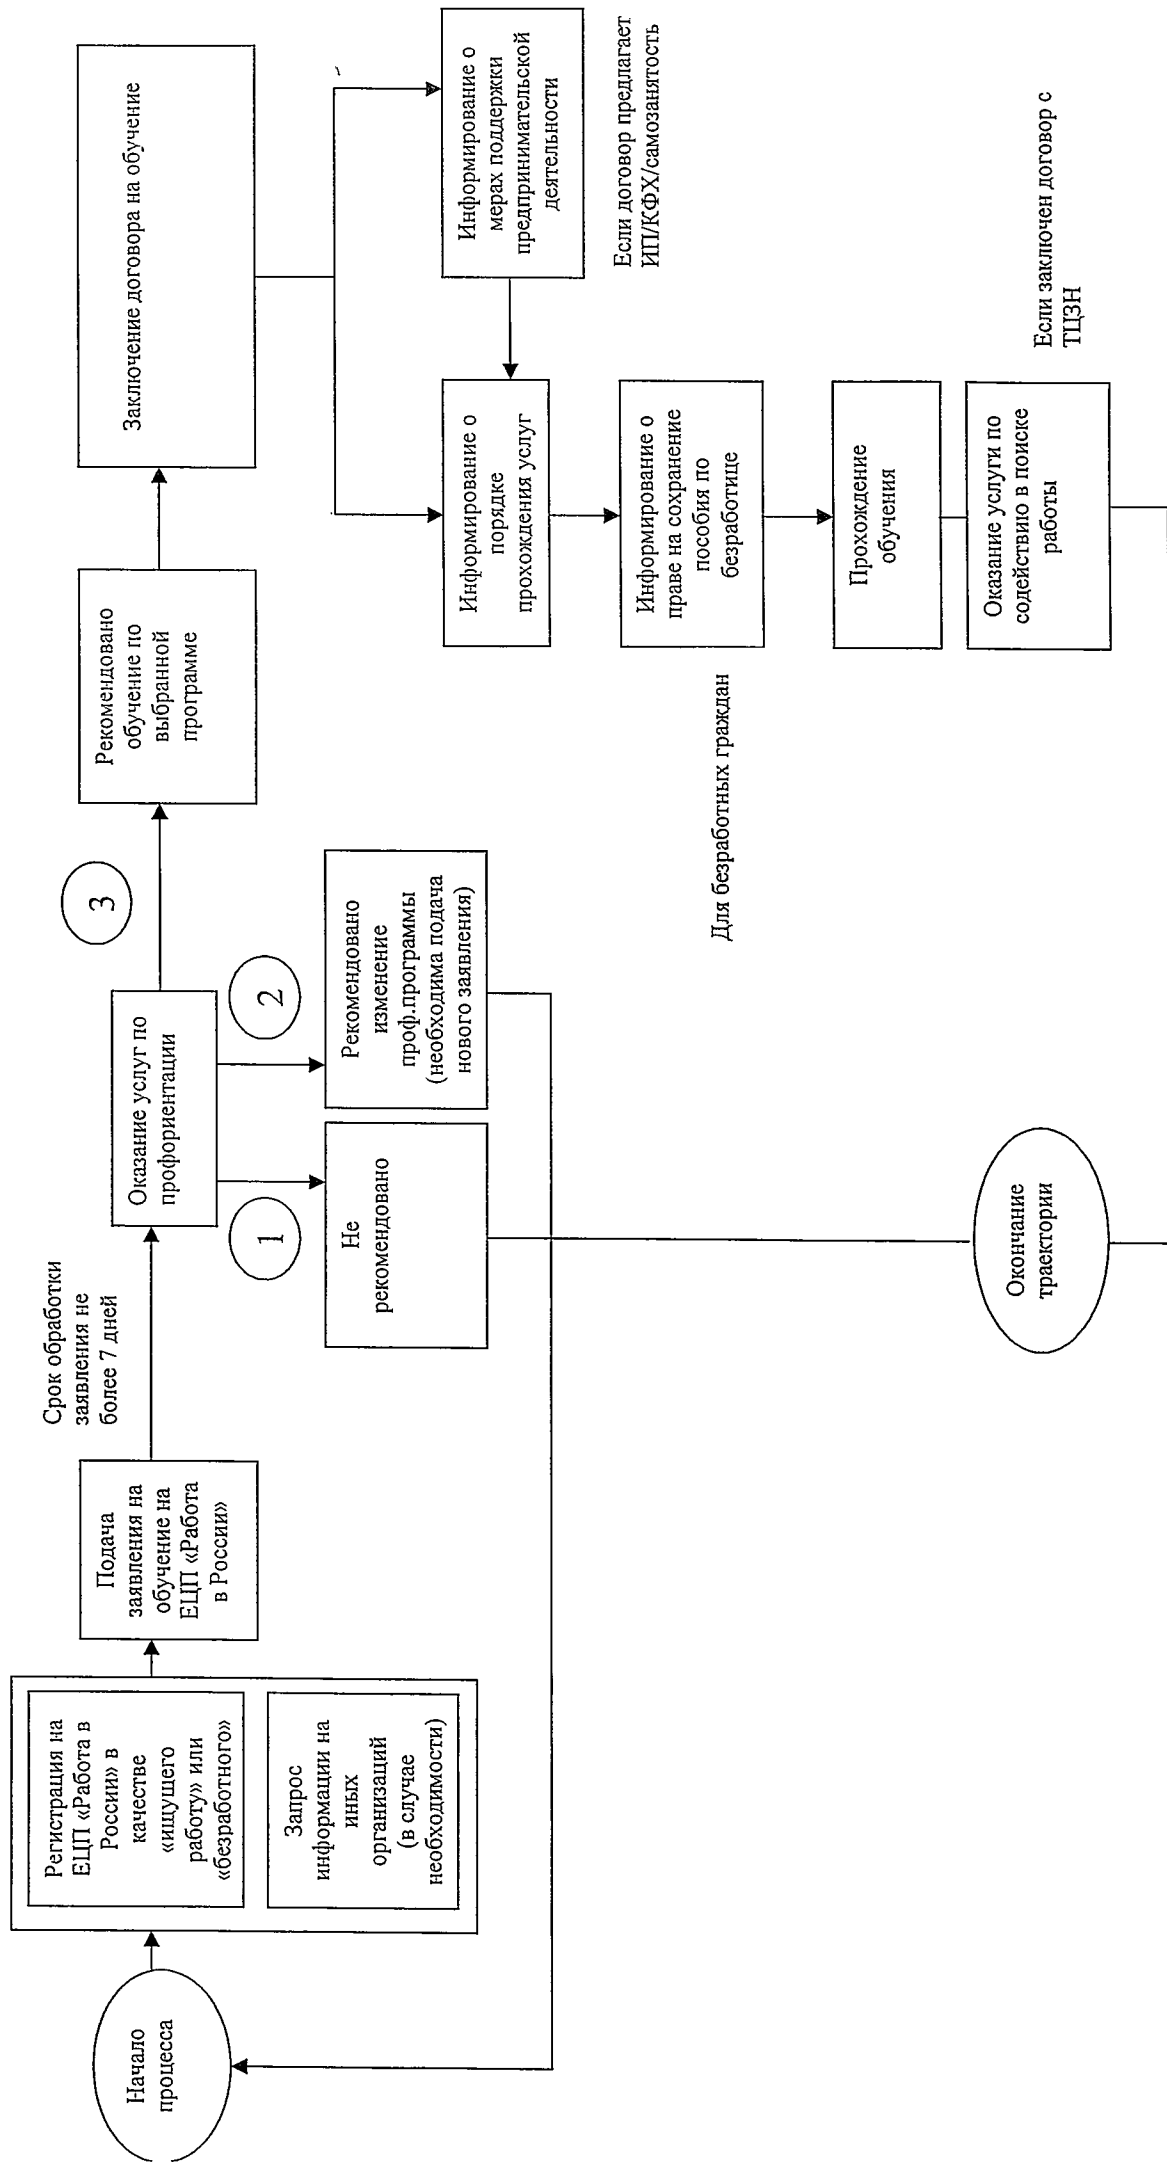 Начало
процесса
Регистрация на
ЕЦП «Работа в
России» в
качестве
«ищущего
работу» или
«безработного»
Запрос
информации на
иных
организаций
(в случае
необходимости)
Подача
заявления на
обучение на
ЕЦП «Работа
в России»
Срок обработки
заявления не
более 7 дней
Оказание услуг по
профориентации
1
2
3
Не
рекомендовано
Рекомендовано
изменение
проф.программы
(необходима подача
нового заявления)
Рекомендовано
обучение по
выбранной
программе
Заключение договора на обучение
Информирование о
мерах поддержки
предпринимательской
деятельности
Если договор предлагает
ИП/КФХ/самозанятость
Информирование о
порядке
прохождения услуг
Информирование о
праве на сохранение
пособия по
безработице
Для безработных граждан
Прохождение
обучения
Оказание услуги по
содействию в поиске
работы
Если заключен договор с
ТЦЗН
Окончание
траектории